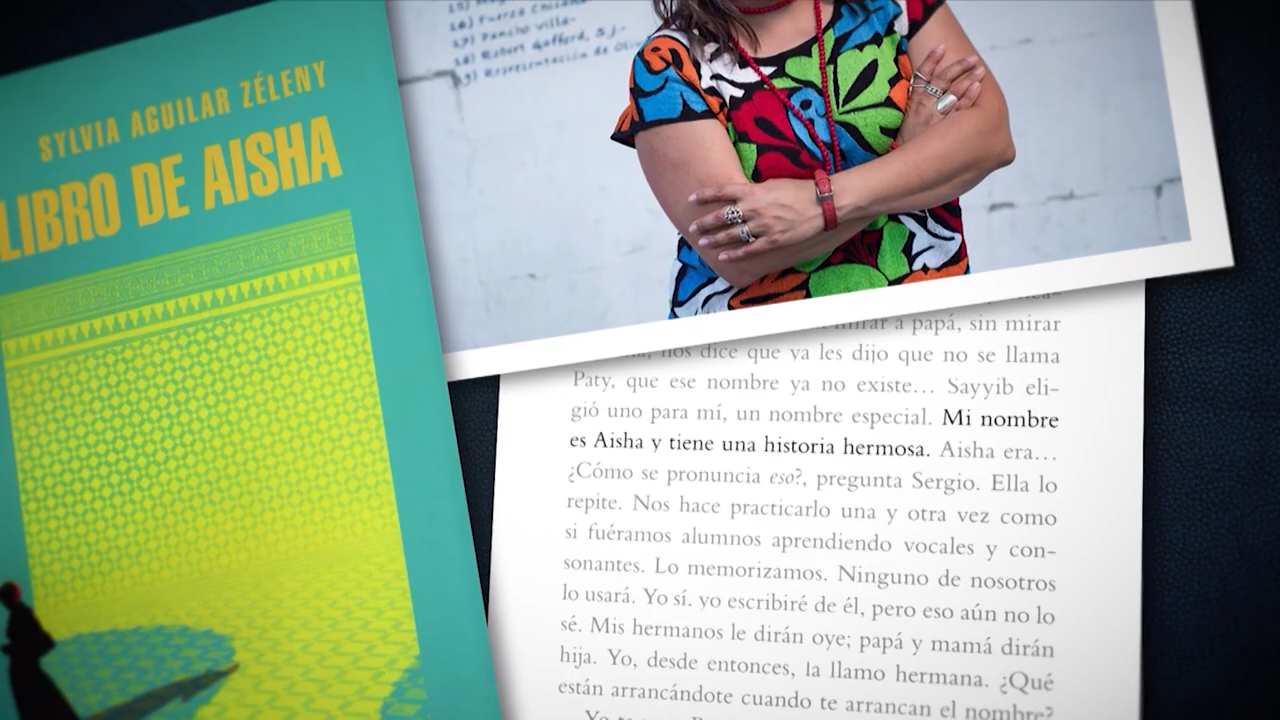 SYLVIA AGUILAR ZÉLENY
LIBRO DE AISHA
16) Fuerza
17) Pancho Villa-
18) Robert Gafford, S.J.-
19) Representación de
mirar a papá, sin mirar
nos dice que ya les dijo que no se llama
Paty, que ese nombre ya no existe… Sayyib eli-
gió uno para mí, un nombre especial. Mi nombre
es Aisha y tiene una historia hermosa. Aisha era…
¿Cómo se pronuncia eso?, pregunta Sergio. Ella lo
repite. Nos hace practicarlo una y otra vez como
si fuéramos alumnos aprendiendo vocales y con-
sonantes. Lo memorizamos. Ninguno de nosotros
lo usará. Yo sí. yo escribiré de él, pero eso aún no lo
sé. Mis hermanos le dirán oye; papá y mamá dirán
hija. Yo, desde entonces, la llamo hermana. ¿Qué
están arrancándote cuando te arrancan el nombre?